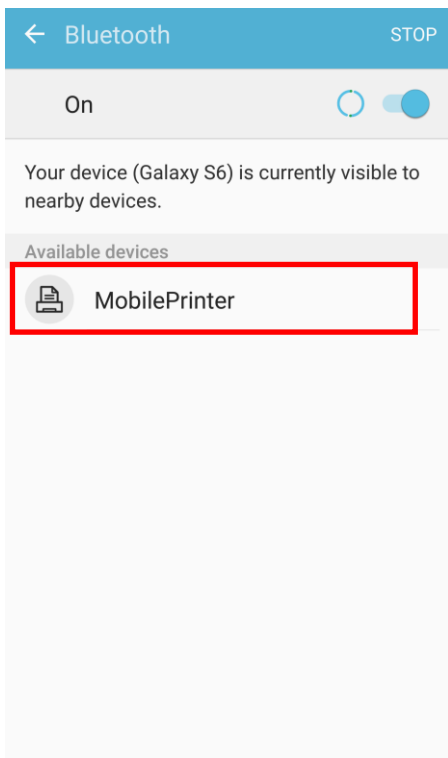 Bluetooth STOP
On
Your device (Galaxy S6) is currently visible to
nearby devices.
Available devices
MobilePrinter